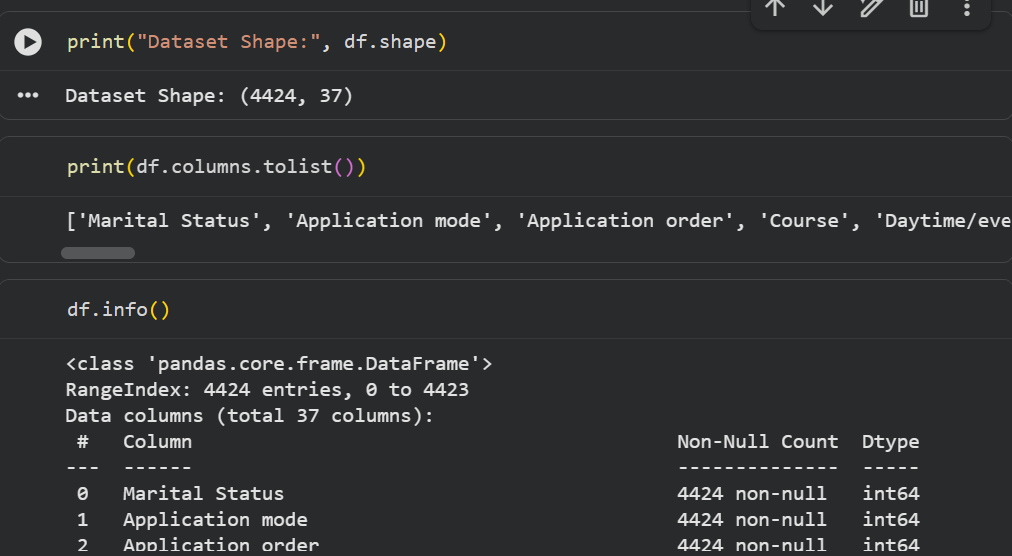 print("Dataset Shape:", df.shape)
Dataset Shape: (4424, 37)
print(df.columns.tolist())
['Marital Status', 'Application mode', 'Application order', 'Course', 'Daytime/eve
df.info()
<class 'pandas.core.frame.DataFrame'>
RangeIndex: 4424 entries, 0 to 4423
Data columns (total 37 columns):
# Column Non-Null Count Dtype
--- ------ -------------- -----
0 Marital Status 4424 non-null int64
1 Application mode 4424 non-null int64
2 Application order 4424 non-null int64